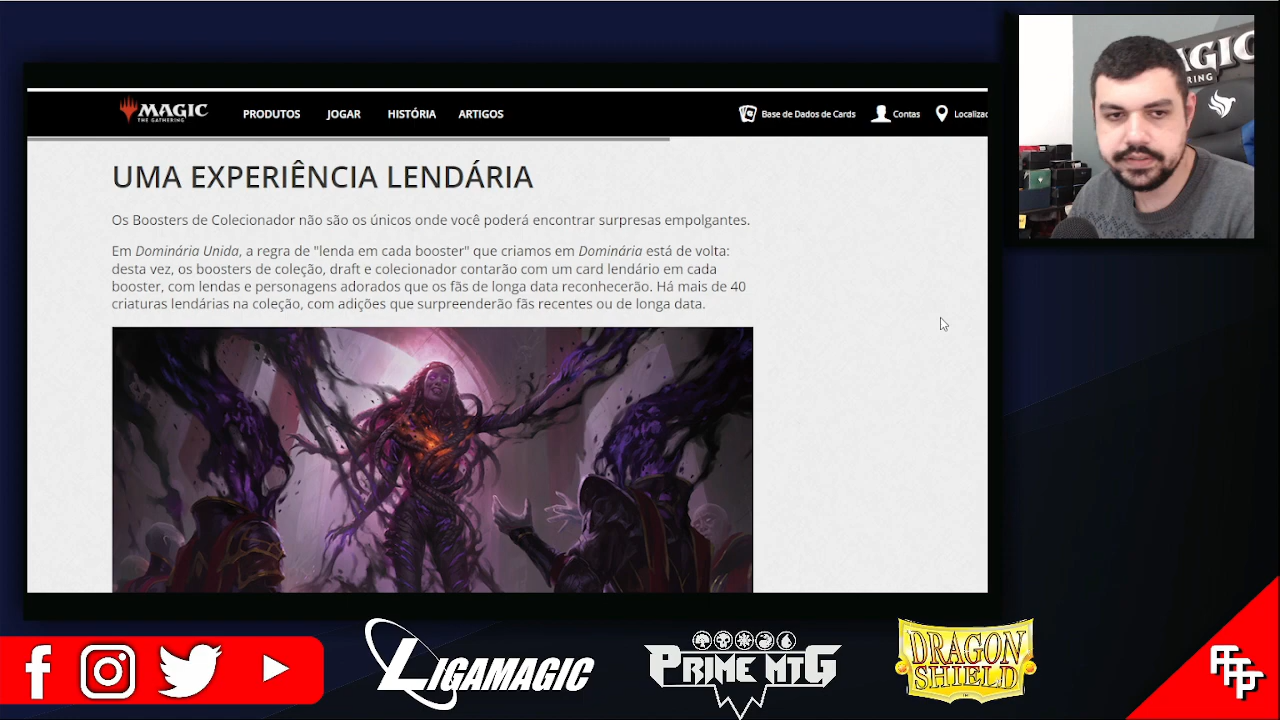 MAGIC
THE GATHERING
PRODUTOS
JOGAR
HISTÓRIA
ARTIGOS
Base de Dados de Cards
Contas
Localizac
UMA EXPERIÊNCIA LENDÁRIA
Os Boosters de Colecionador não são os únicos onde você poderá encontrar surpresas empolgantes.
Em Dominária Unida, a regra de "lenda em cada booster" que criamos em Dominária está de volta:
desta vez, os boosters de coleção, draft e colecionador contarão com um card lendário em cada
booster, com lendas e personagens adorados que os fãs de longa data reconhecerão. Há mais de 40
criaturas lendárias na coleção, com adições que surpreenderão fãs recentes ou de longa data.
AGIC
RING
LIGAMAGIC
PRIME MTG
DRAGON
SHIELD